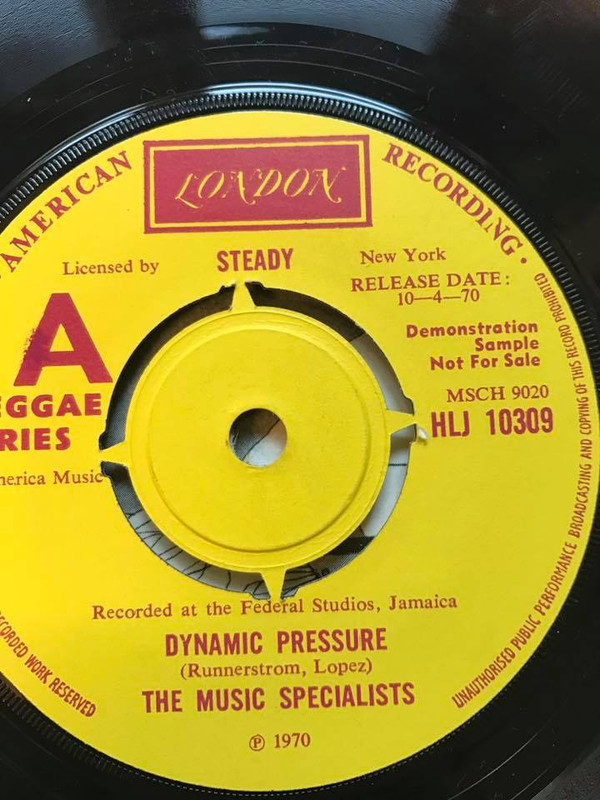 AMERICAN RECORDING.
LONDON
Licensed by STEADY New York
RELEASE DATE:
10—4—70
A
Demonstration
Sample
Not For Sale
MSCH 9020
EGGAE
RIES
HLJ 10309
nerica Music
Recorded at the Federal Studios, Jamaica
DYNAMIC PRESSURE
(Runnerstrom, Lopez)
THE MUSIC SPECIALISTS
℗ 1970
UNAUTHORISED PUBLIC PERFORMANCE BROADCASTING AND COPYING OF THIS RECORD PROHIBITED
ECORDED WORK RESERVED